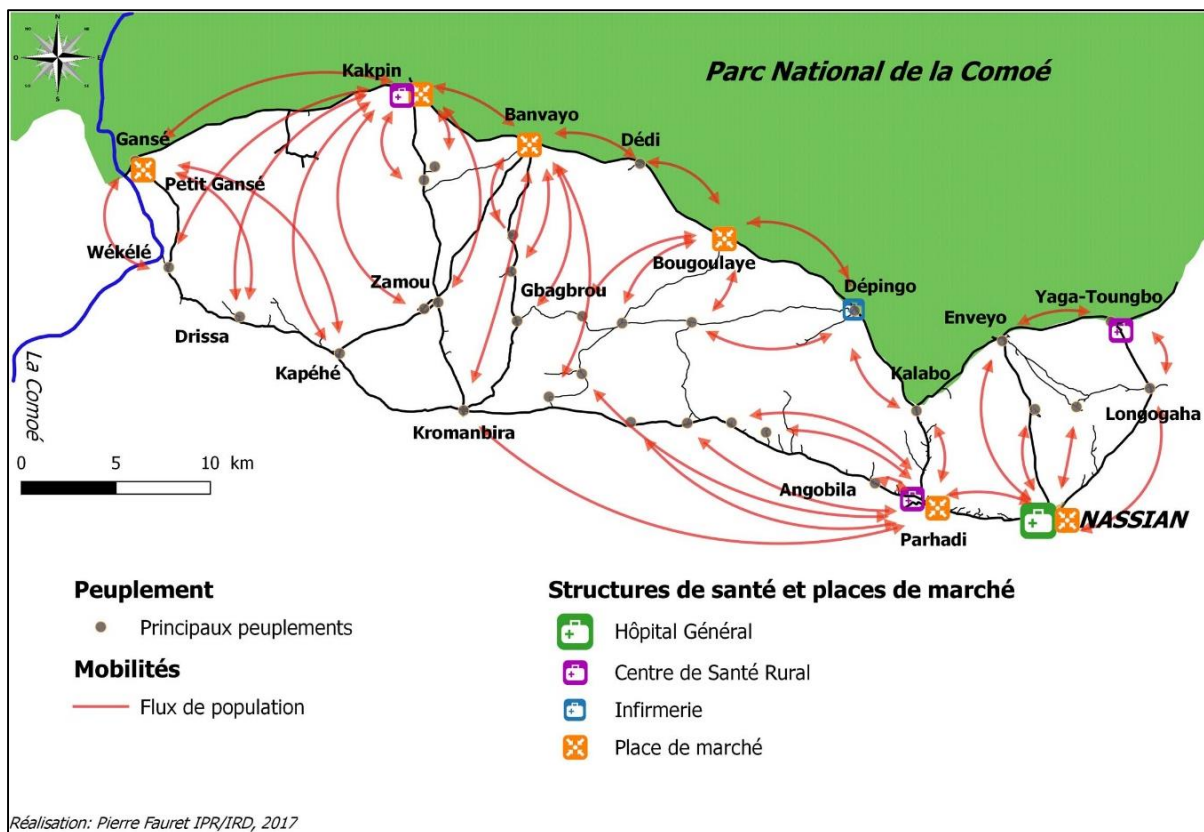 N
O
E
S
Parc National de la Comoé
Kakpin
Banvayo
Dédi
Gansé
Petit Gansé
Wékélé
Bougoulaye
Zamou
Gbagbrou
Dépingo
Yaga-Toungbo
Enveyo
Drissa
La Comoé
Kapéhé
Kalabo
Longogaha
Kromanbira
0 5 10 km
Angobila
Parhadi
NASSIAN
Peuplement
Principaux peuplements
Mobilités
Flux de population
Structures de santé et places de marché
Hôpital Général
Centre de Santé Rural
Infirmerie
Place de marché
Réalisation: Pierre Fauret IPR/IRD, 2017